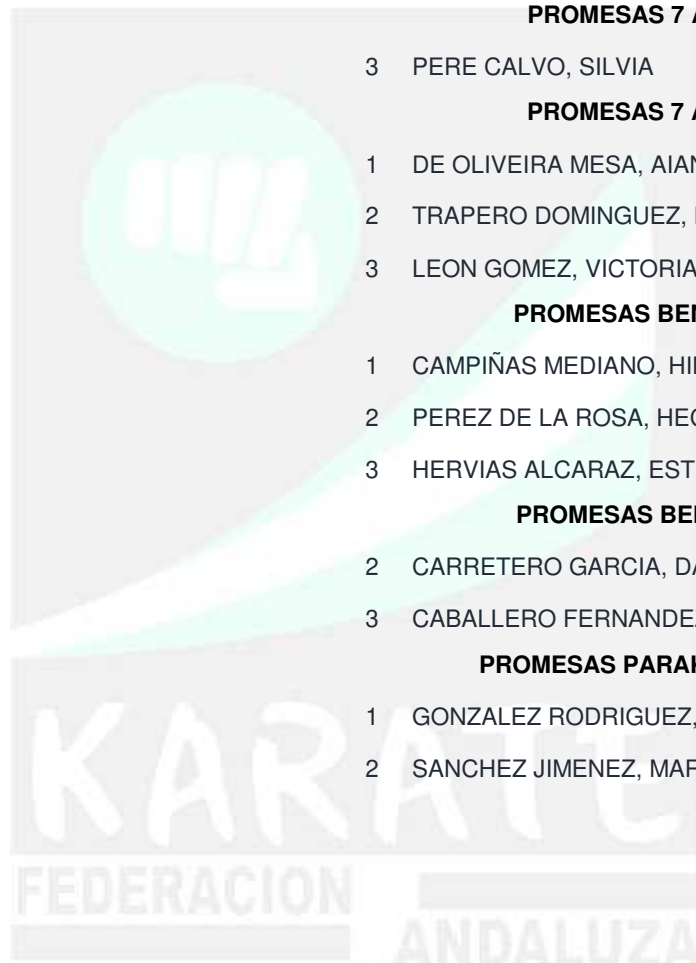 PROMESAS 7
3 PERE CALVO, SILVIA
PROMESAS 7
1 DE OLIVEIRA MESA,
2 TRAPERO DOMINGUEZ,
3 LEON GOMEZ, VICTORIA
PROMESAS
1 CAMPIÑAS MEDIANO,
2 PEREZ DE LA ROSA,
3 HERVIAS ALCARAZ,
PROMESAS
2 CARRETERO GARCIA,
3 CABALLERO
PROMESAS
1 GONZALEZ RODRIGUEZ,
2 SANCHEZ JIMENEZ,
KARATE
FEDERACION
ANDALUZA